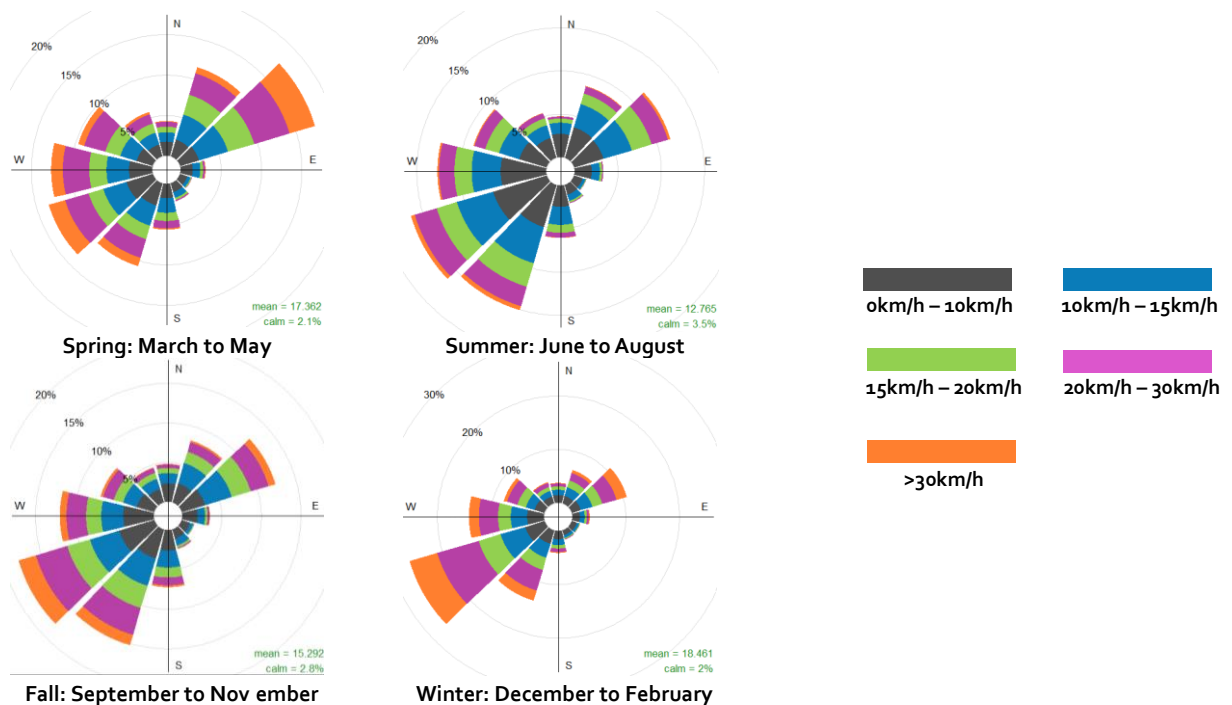 N
20%
15%
10%
5%
W
E
S
mean = 17.362
calm = 2.1%
Spring: March to May
N
20%
15%
10%
5%
W
E
S
mean = 12.765
calm = 3.5%
Summer: June to August
N
20%
15%
10%
5%
W
E
S
mean = 15.292
calm = 2.8%
Fall: September to Nov ember
N
30%
20%
10%
W
E
S
mean = 18.461
calm = 2%
Winter: December to February
0km/h – 10km/h
10km/h – 15km/h
15km/h – 20km/h
20km/h – 30km/h
>30km/h